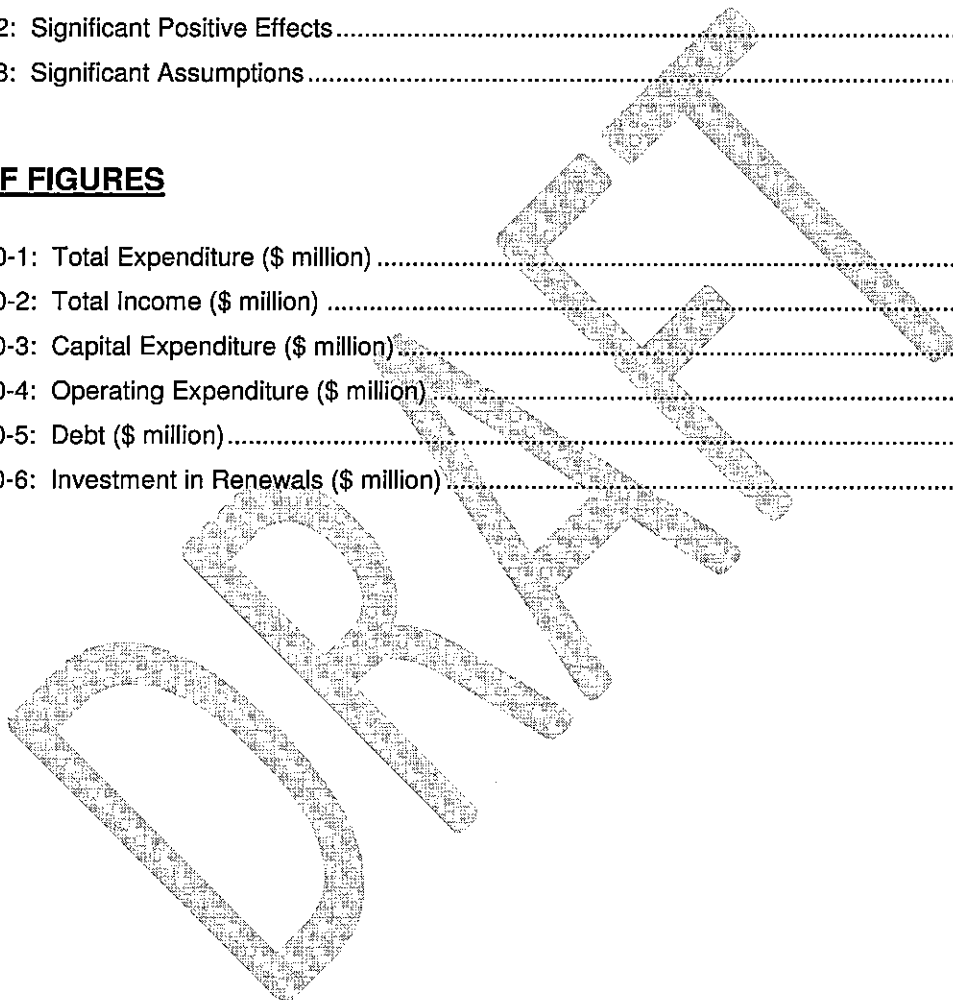 2: Significant Positive Effects
3: Significant Assumptions
F FIGURES
0-1: Total Expenditure ($ million)
0-2: Total Income ($ million)
0-3: Capital Expenditure ($ million)
0-4: Operating Expenditure ($ million)
0-5: Debt ($ million)
0-6: Investment in Renewals ($ million)
DRAFT